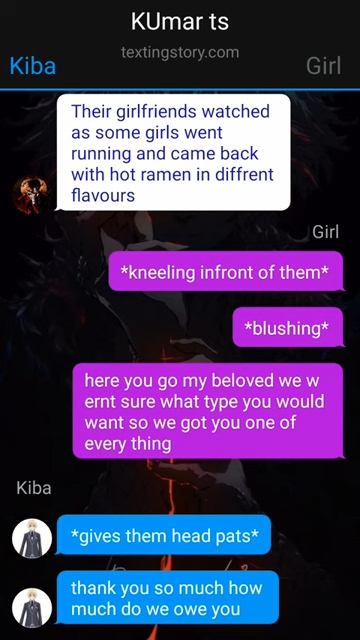 KUmar ts
textingstory.com
Kiba
Girl
Their girlfriends watched
as some girls went
running and came back
with hot ramen in diffrent
flavours
Girl
*kneeling infront of them*
*blushing*
here you go my beloved we w
ernt sure what type you would
want so we got you one of
every thing
Kiba
*gives them head pats*
thank you so much how
much do we owe you